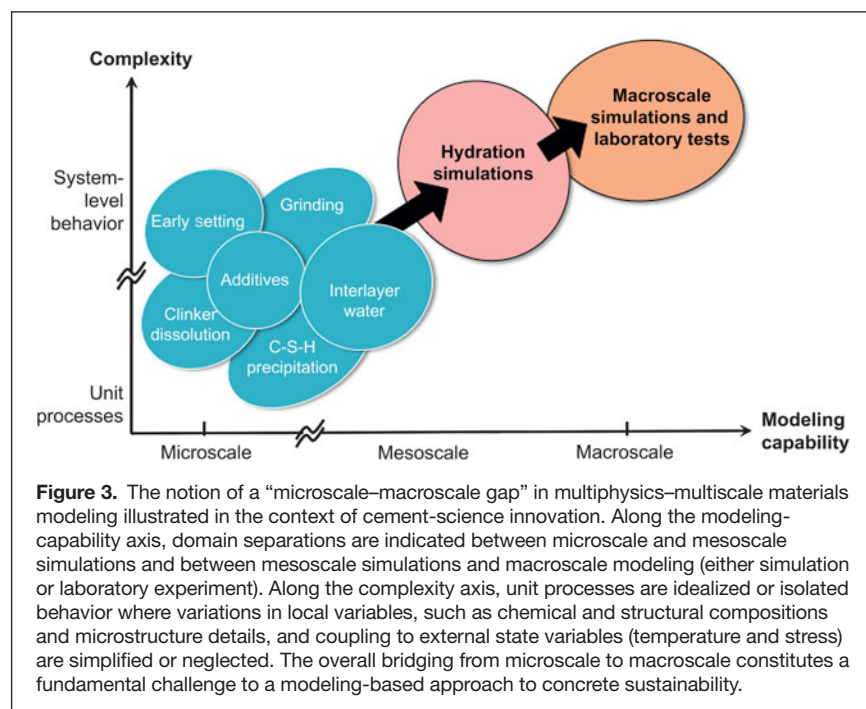 Complexity
System-
level
behavior
Unit
processes
Early setting
Grinding
Additives
Clinker
dissolution
Interlayer
water
C-S-H
precipitation
Hydration
simulations
Macroscale
simulations and
laboratory tests
Microscale
Mesoscale
Macroscale
Modeling
capability
Figure 3. The notion of a “microscale–macroscale gap” in multiphysics–multiscale materials
modeling illustrated in the context of cement-science innovation. Along the modeling-
capability axis, domain separations are indicated between microscale and mesoscale
simulations and between mesoscale simulations and macroscale modeling (either simulation
or laboratory experiment). Along the complexity axis, unit processes are idealized or isolated
behavior where variations in local variables, such as chemical and structural compositions
and microstructure details, and coupling to external state variables (temperature and stress)
are simplified or neglected. The overall bridging from microscale to macroscale constitutes a
fundamental challenge to a modeling-based approach to concrete sustainability.